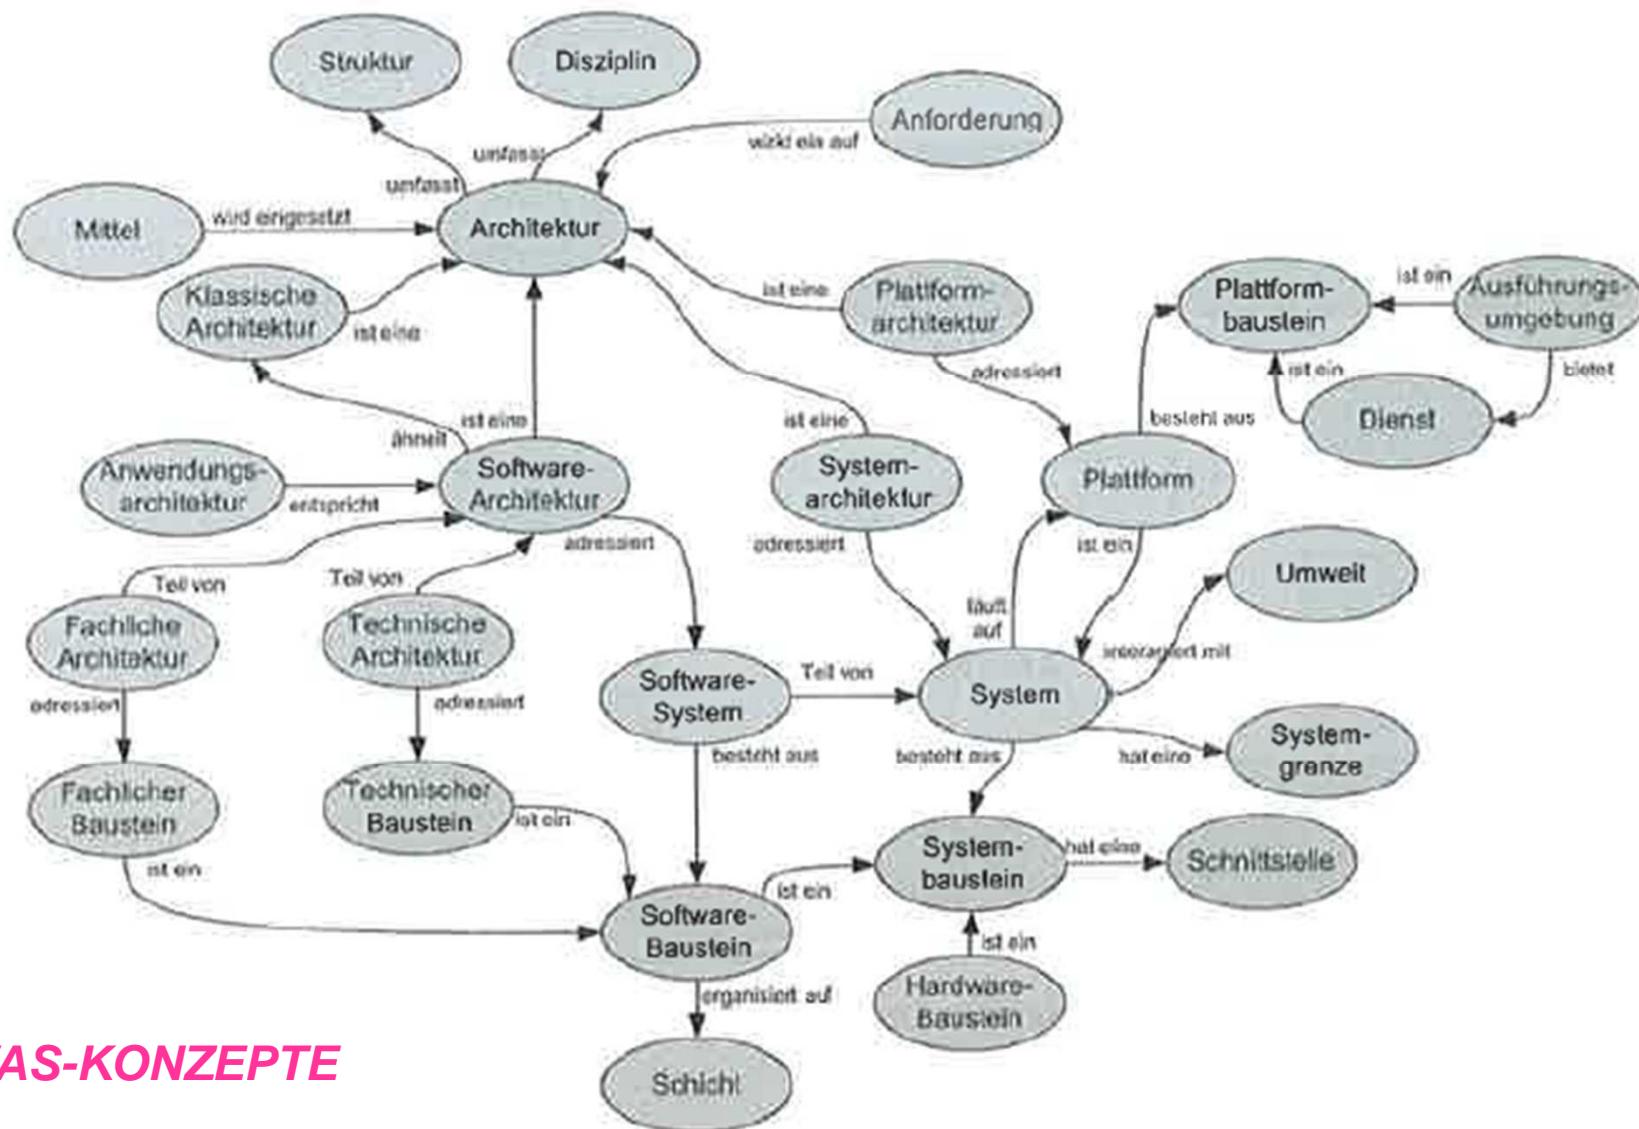 Struktur
Disziplin
Anforderung
wirkt ein auf
umfasst
umfasst
Mittel
wird eingesetzt
Architektur
Klassische
Architektur
ist eine
ist eine
Plattform-
architektur
Plattform-
baustein
ist ein
Ausführungs-
umgebung
adressiert
ist ein
bietet
Dienst
besteht aus
ähnelt
ist eine
ist eine
Anwendungs-
architektur
entspricht
Software-
Architektur
System-
architektur
Plattform
adressiert
adressiert
ist ein
Teil von
Teil von
Umwelt
läuft
auf
interagiert mit
Fachliche
Architektur
Technische
Architektur
Software-
System
Teil von
System
adressiert
adressiert
besteht aus
besteht aus
hat eine
System-
grenze
Fachlicher
Baustein
Technischer
Baustein
ist ein
ist ein
ist ein
System-
baustein
hat eine
Schnittstelle
Software-
Baustein
ist ein
organisiert auf
Hardware-
Baustein
Schicht
AS-KONZEPTE